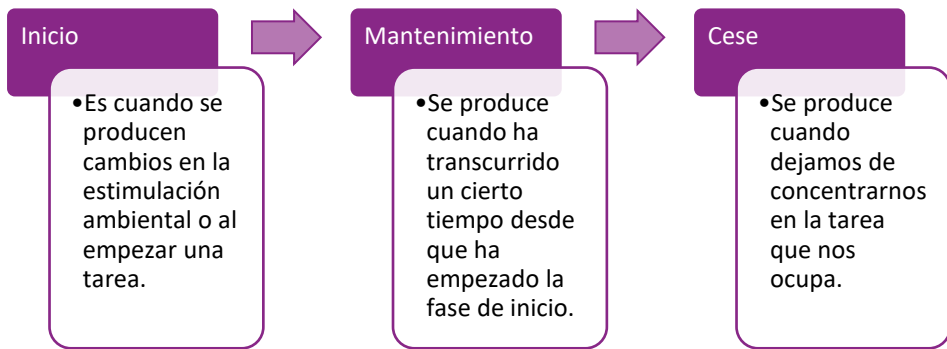 Inicio
•Es cuando se
producen
cambios en la
estimulación
ambiental o al
empezar una
tarea.
Mantenimiento
•Se produce
cuando ha
transcurrido
un cierto
tiempo desde
que ha
empezado la
fase de inicio.
Cese
•Se produce
cuando
dejamos de
concentrarnos
en la tarea
que nos
ocupa.